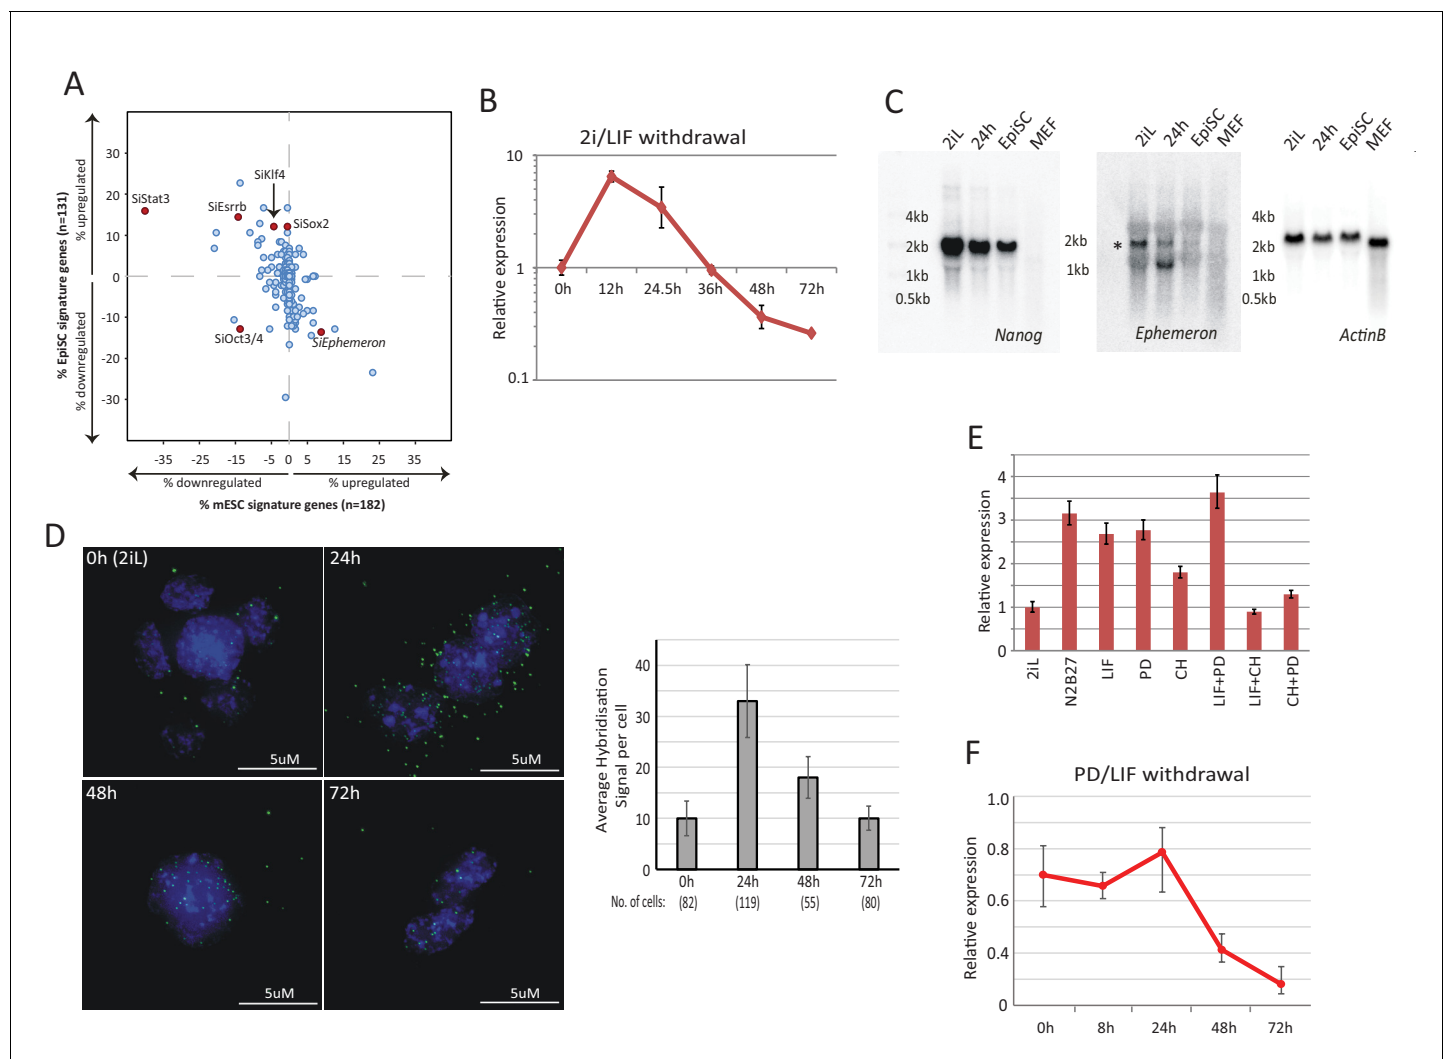 A
% EpiSC signature genes (n=131)
% upregulated
% downregulated
30
20
10
0
-10
20
-30
SiStat3
SiEsrrb
SiKlf4
SiSox2
SiOct3/4
SiEphemeron
-35 -25 -15 -5 0 5 15 25 35
% downregulated % upregulated
% mESC signature genes (n=182)
B
2i/LIF withdrawal
Relative expression
10
1
0.1
0h 12h 24.5h 36h 48h 72h
C
2iL 24h EpiSC MEF
4kb
2kb
1kb
0.5kb
Nanog
2iL 24h EpiSC MEF
2kb
*
1kb
Ephemeron
2iL 24h EpiSC MEF
4kb
2kb
1kb
0.5kb
ActinB
D
0h (2iL)
5uM
24h
5uM
48h
5uM
72h
5uM
Average Hybridisation
Signal per cell
40
30
20
10
0
0h 24h 48h 72h
No. of cells: (82) (119) (55) (80)
E
Relative expression
4
3
2
1
0
2iL N2B27 LIF PD CH LIF+PD LIF+CH CH+PD
F
PD/LIF withdrawal
Relative expression
1.0
0.8
0.6
0.4
0
0h 8h 24h 48h 72h